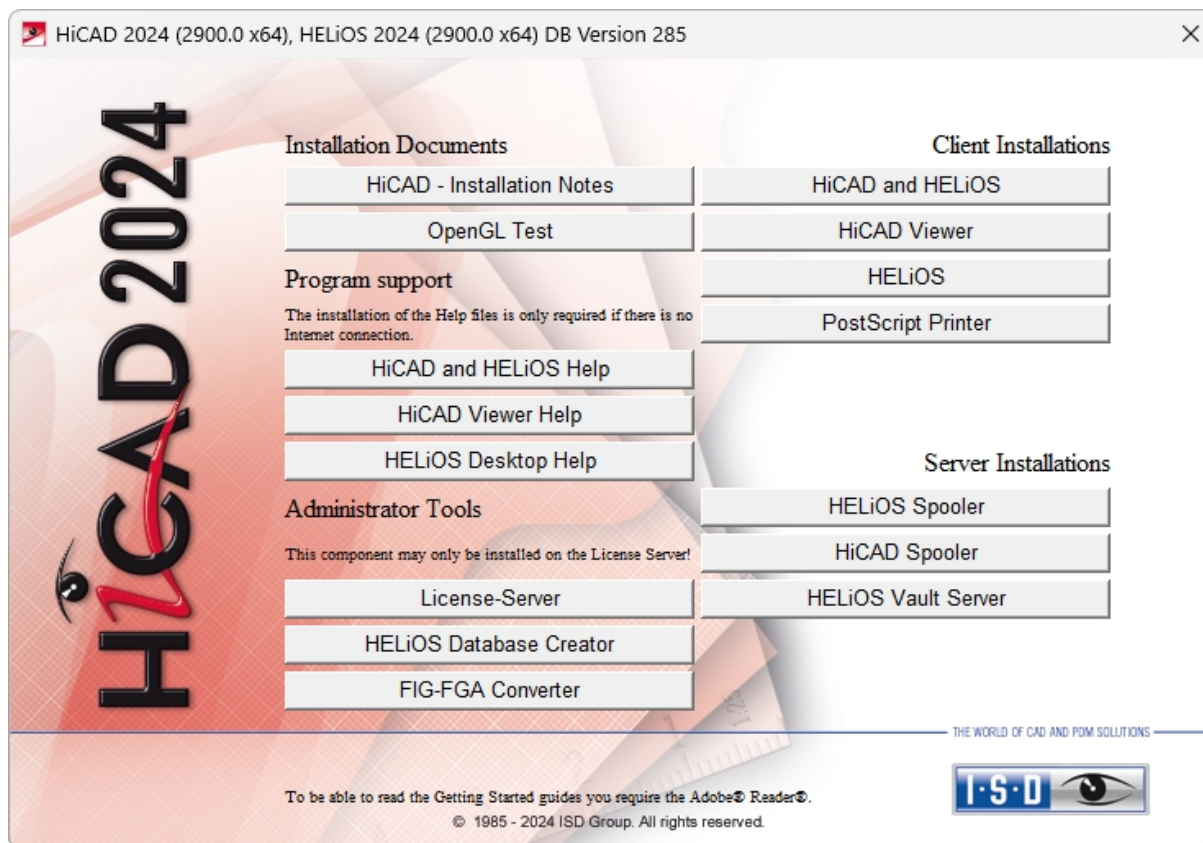 HiCAD 2024 (2900.0 x64), HELiOS 2024 (2900.0 x64) DB Version 285
HiCAD 2024
Installation Documents
HiCAD - Installation Notes
OpenGL Test
Program support
The installation of the Help files is only required if there is no
Internet connection.
HiCAD and HELiOS Help
HiCAD Viewer Help
HELiOS Desktop Help
Administrator Tools
This component may only be installed on the License Server!
License-Server
HELiOS Database Creator
FIG-FGA Converter
Client Installations
HiCAD and HELiOS
HiCAD Viewer
HELiOS
PostScript Printer
Server Installations
HELiOS Spooler
HiCAD Spooler
HELiOS Vault Server
THE WORLD OF CAD AND PDM SOLUTIONS
I·S·D
To be able to read the Getting Started guides you require the Adobe® Reader®.
© 1985 - 2024 ISD Group. All rights reserved.